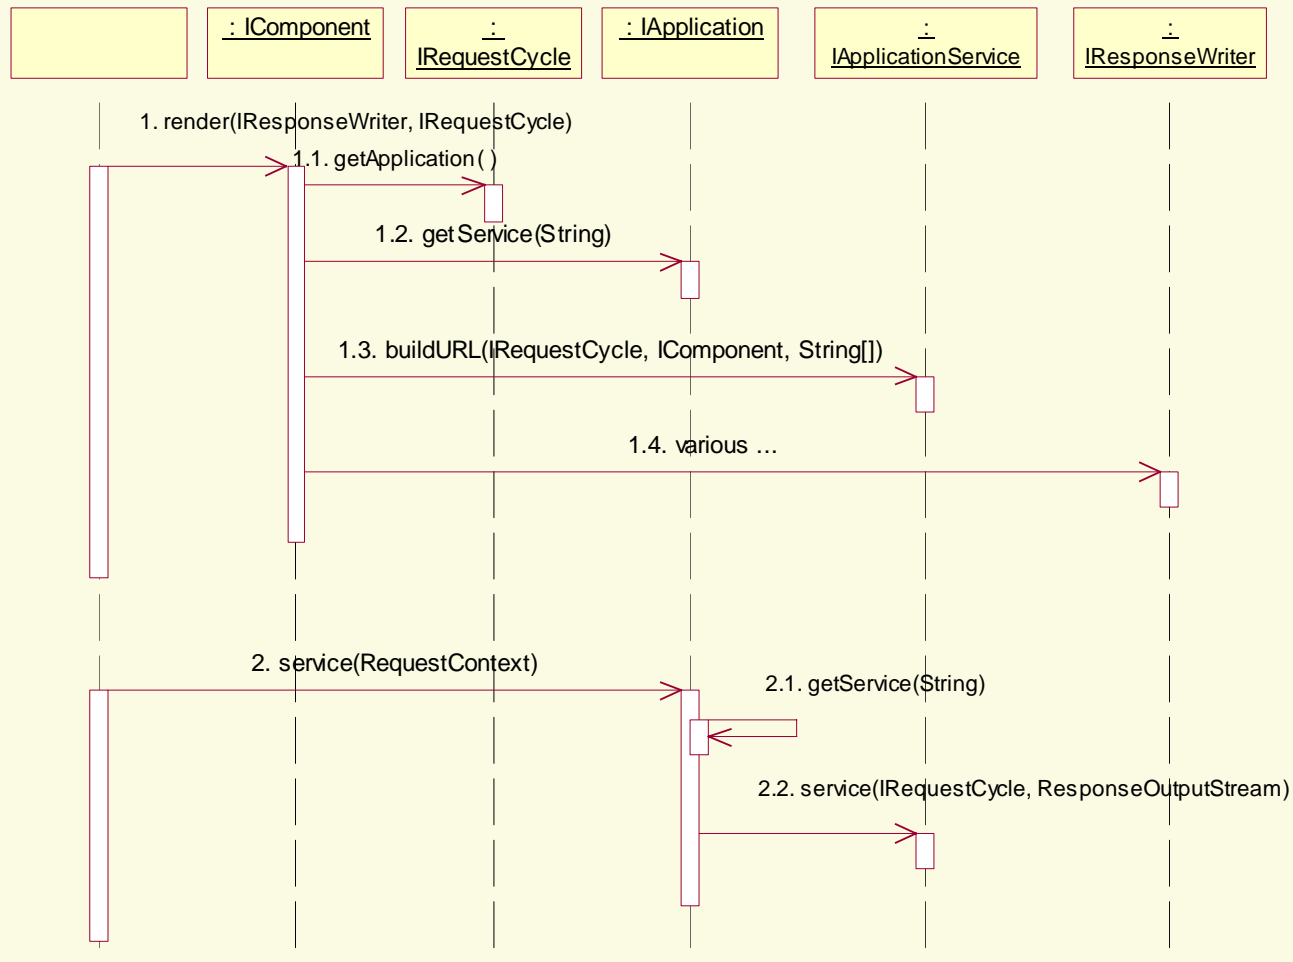 : IComponent
:
IRequestCycle
: IApplication
:
IApplicationService
:
IResponseWriter
1. render(IResponseWriter, IRequestCycle)
1.1. getApplication( )
1.2. getService(String)
1.3. buildURL(IRequestCycle, IComponent, String[])
1.4. various ...
2. service(RequestContext)
2.1. getService(String)
2.2. service(IRequestCycle, ResponseOutputStream)